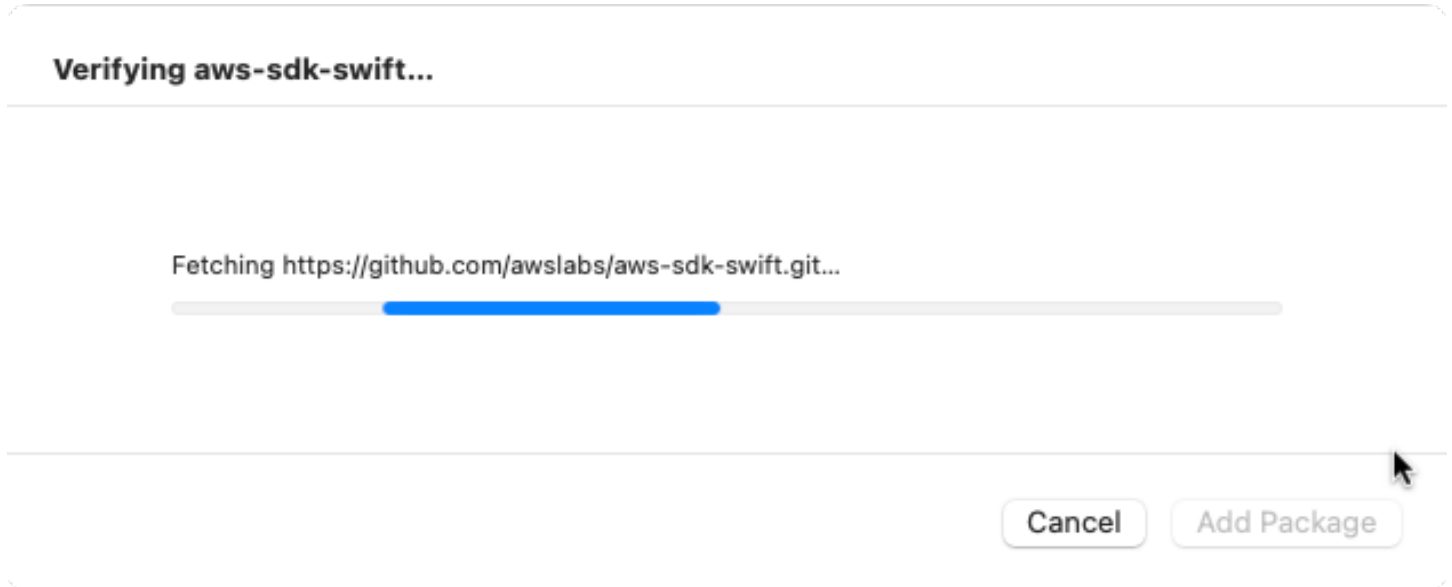 Verifying aws-sdk-swift...
Fetching https://github.com/awslabs/aws-sdk-swift.git...
Cancel
Add Package